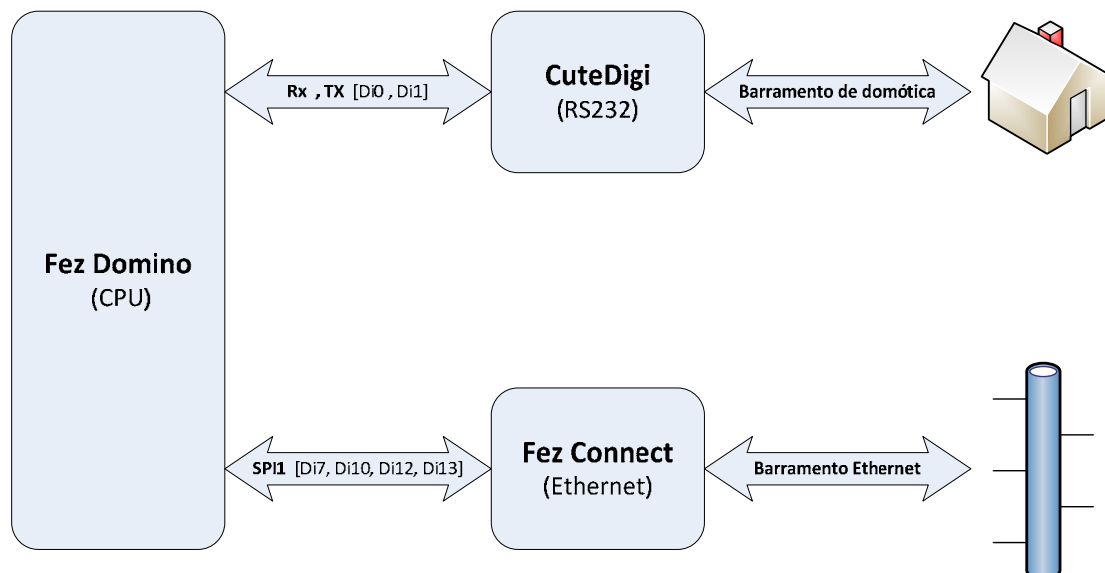 Fez Domino
(CPU)
Rx , TX [Di0 , Di1]
CuteDigi
(RS232)
Barramento de domótica
SPI1 [Di7, Di10, Di12, Di13]
Fez Connect
(Ethernet)
Barramento Ethernet